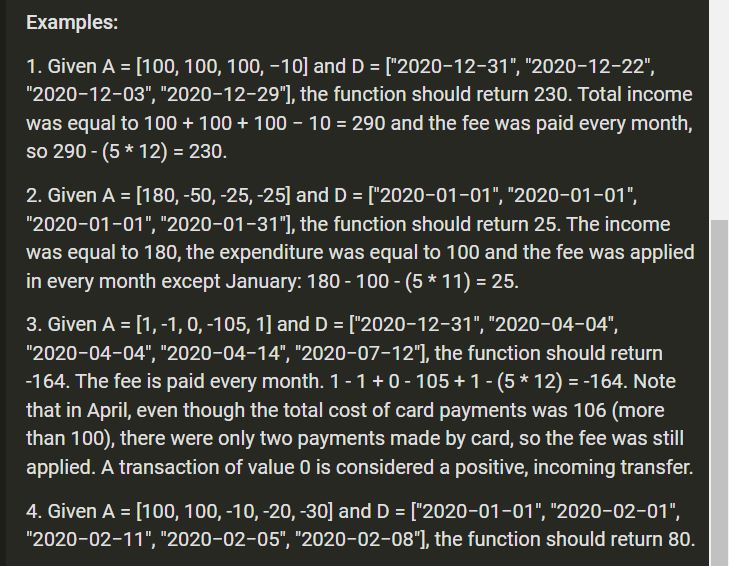 Examples:
1. Given A = [100, 100, 100, −10] and D = ["2020−12−31", "2020−12−22",
"2020−12−03", "2020−12−29"], the function should return 230. Total income
was equal to 100 + 100 + 100 − 10 = 290 and the fee was paid every month,
so 290 - (5 * 12) = 230.
2. Given A = [180, -50, -25, -25] and D = ["2020−01−01", "2020−01−01",
"2020−01−01", "2020−01−31"], the function should return 25. The income
was equal to 180, the expenditure was equal to 100 and the fee was applied
in every month except January: 180 - 100 - (5 * 11) = 25.
3. Given A = [1, -1, 0, -105, 1] and D = ["2020−12−31", "2020−04−04",
"2020−04−04", "2020−04−14", "2020−07−12"], the function should return
-164. The fee is paid every month. 1 - 1 + 0 - 105 + 1 - (5 * 12) = -164. Note
that in April, even though the total cost of card payments was 106 (more
than 100), there were only two payments made by card, so the fee was still
applied. A transaction of value 0 is considered a positive, incoming transfer.
4. Given A = [100, 100, -10, -20, -30] and D = ["2020−01−01", "2020−02−01",
"2020−02−11", "2020−02−05", "2020−02−08"], the function should return 80.